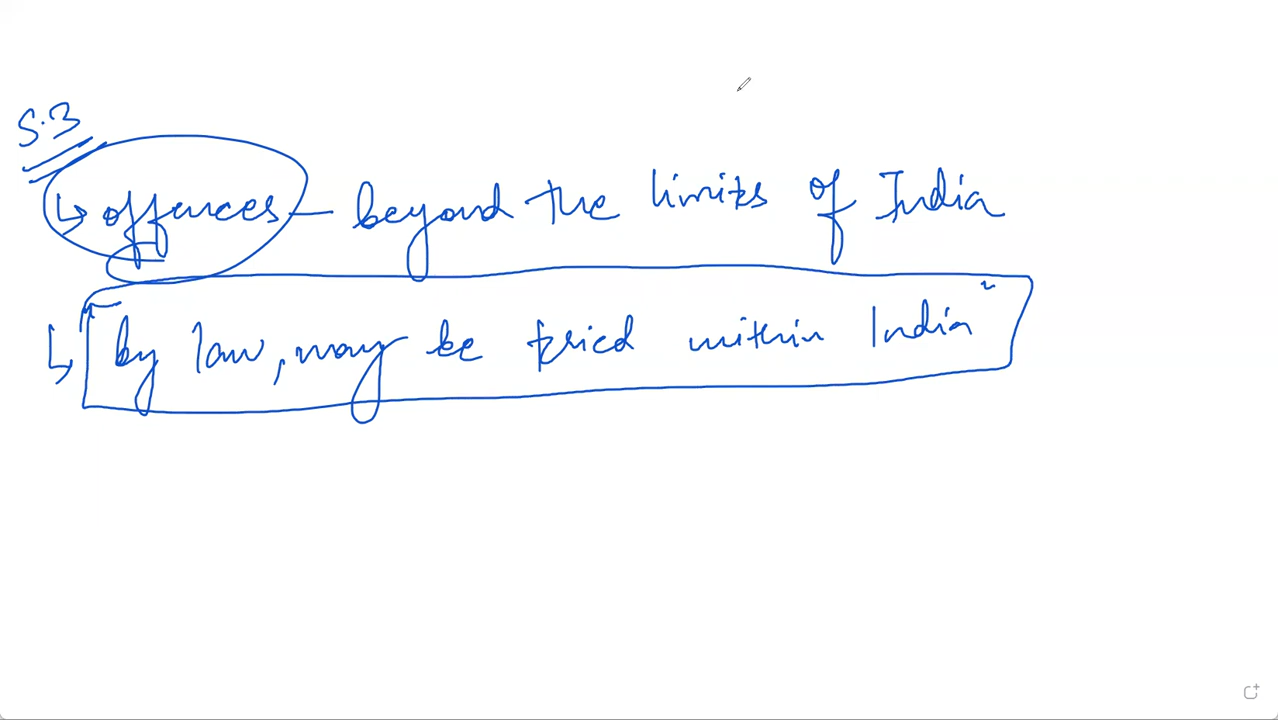 S.3
↳ offences — beyond the limits of India
↳ "by law, may be tried within India"